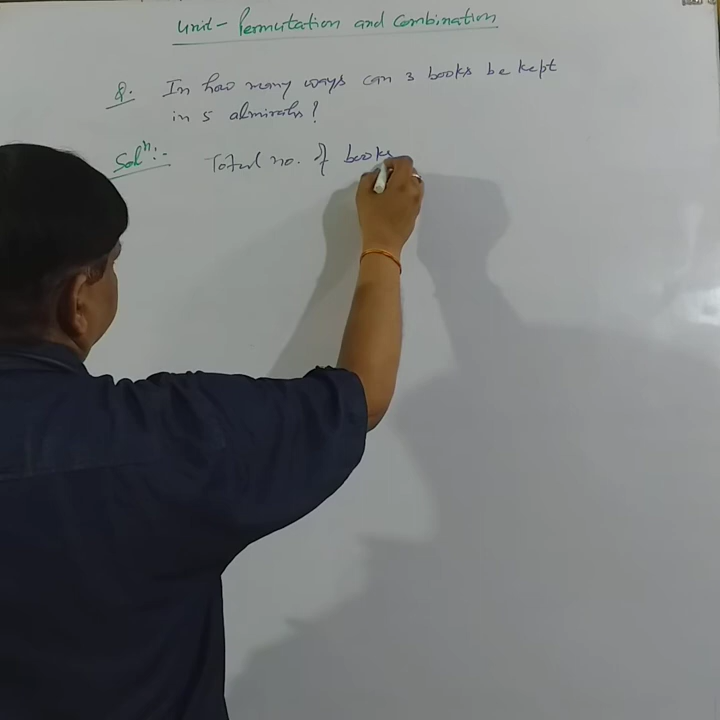 Unit - Permutation and Combination
Q. In how many ways can 3 books be kept
in 5 almirahs?
Solⁿ:- Total no. of books